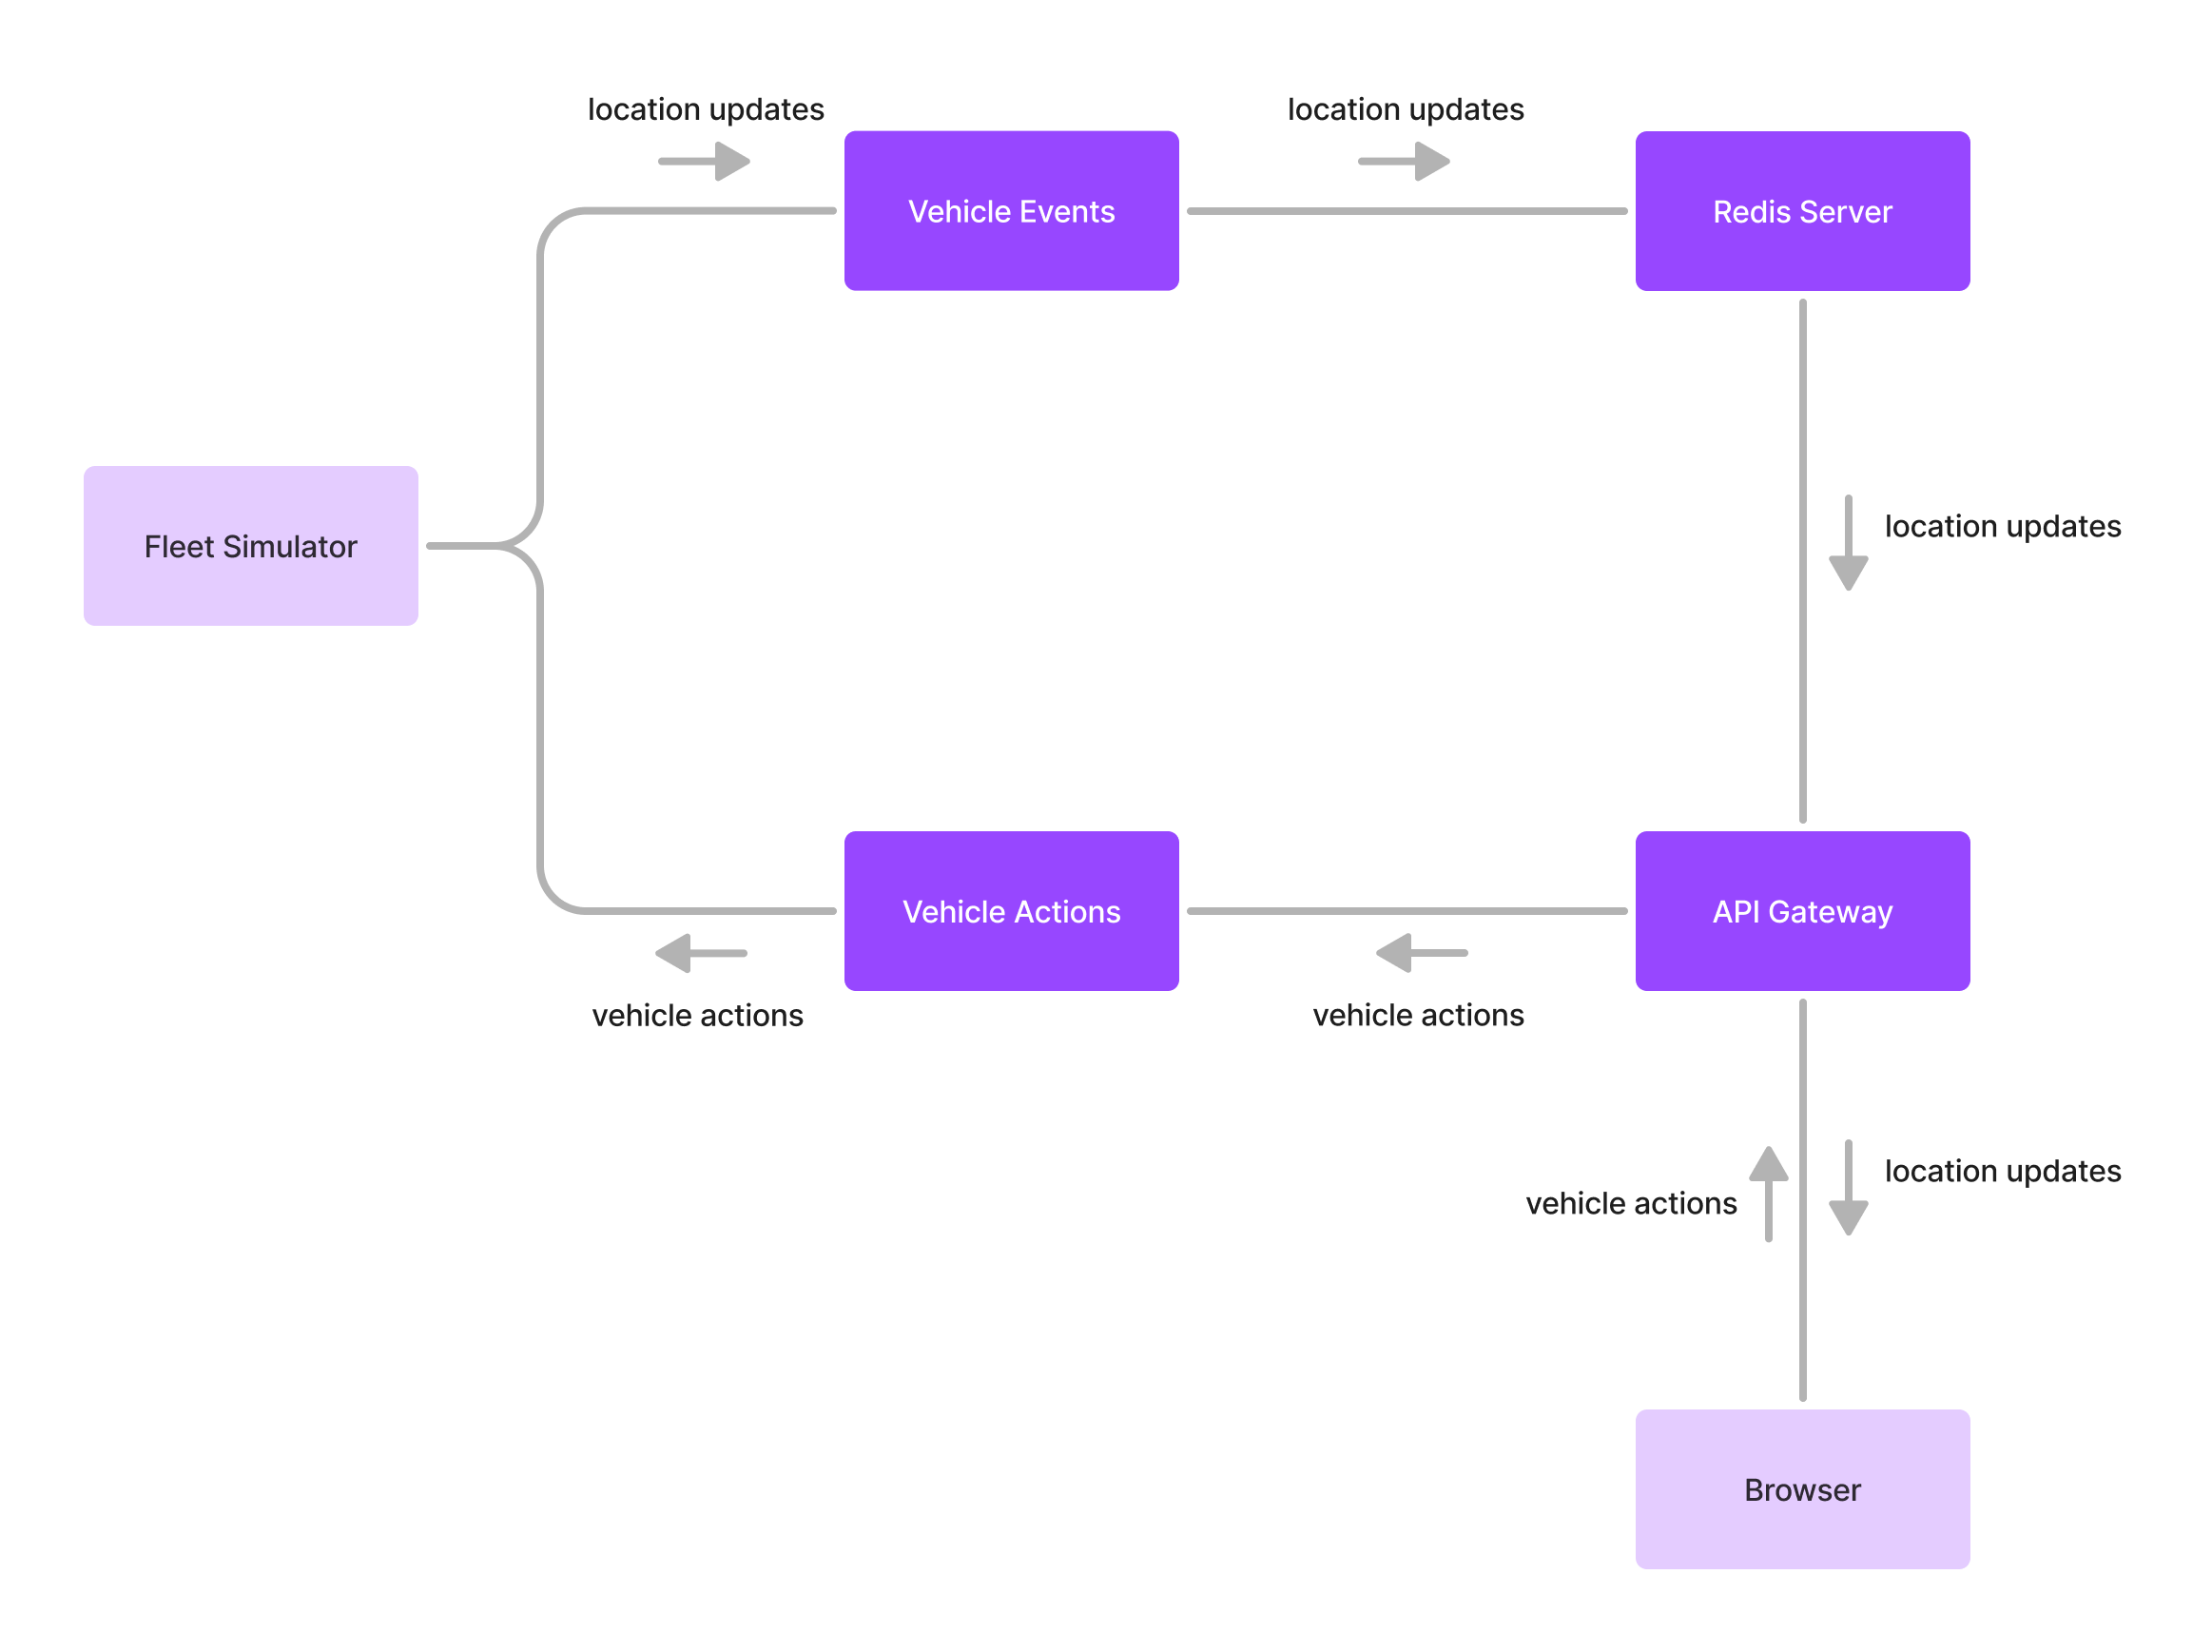 location updates
location updates
Vehicle Events
Redis Server
location updates
Fleet Simulator
Vehicle Actions
API Gateway
vehicle actions
vehicle actions
location updates
vehicle actions
Browser